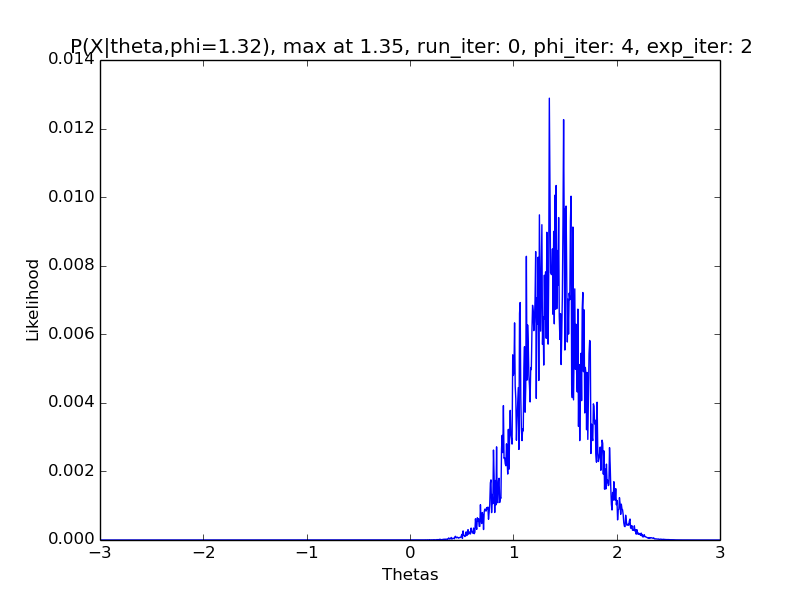 P(X|theta,phi=1.32), max at 1.35, run_iter: 0, phi_iter: 4, exp_iter: 2
0.014
0.012
0.010
0.008
0.006
0.004
0.002
0.000
Likelihood
−3 −2 −1 0 1 2 3
Thetas